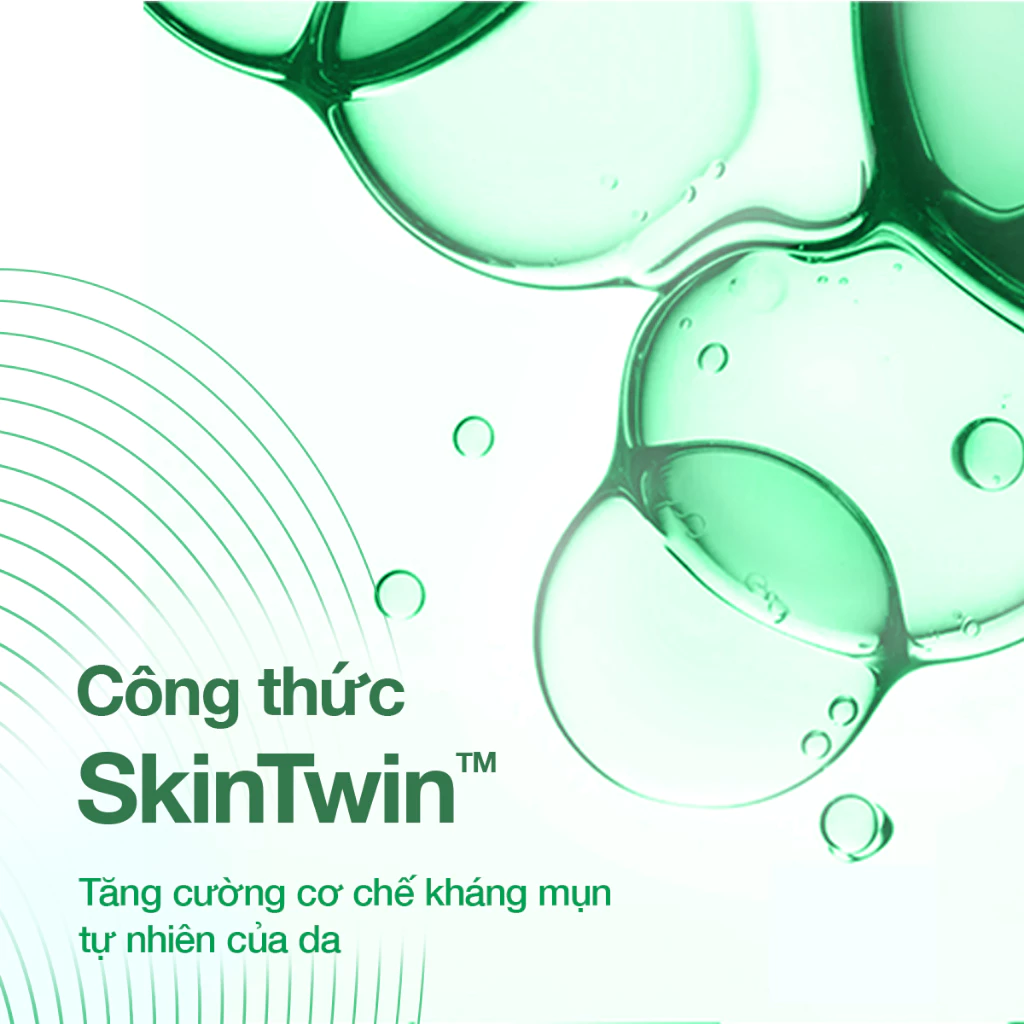 Công thức
SkinTwin™
Tăng cường cơ chế kháng mụn
tự nhiên của da